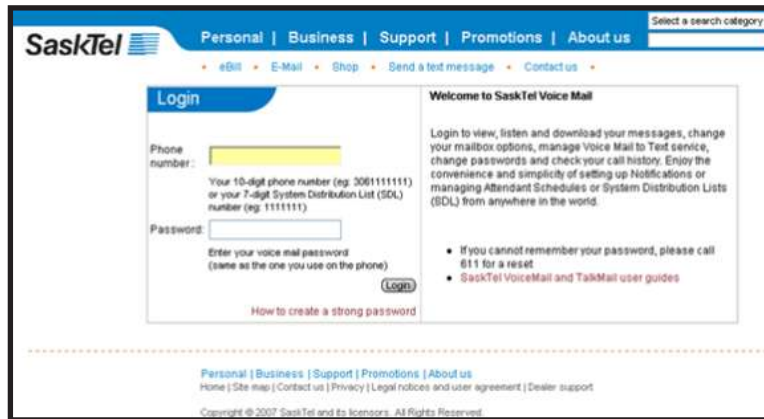 Select a search category
SaskTel
Personal | Business | Support | Promotions | About us
eBill • E-Mail • Shop • Send a text message • Contact us •
Login
Phone
number:
Your 10-digit phone number (eg: 3061111111)
or your 7-digit System Distribution List (SDL)
number (eg: 1111111)
Password:
Enter your voice mail password
(same as the one you use on the phone)
Login
How to create a strong password
Welcome to SaskTel Voice Mail
Login to view, listen and download your messages, change
your mailbox options, manage Voice Mail to Text service,
change passwords and check your call history. Enjoy the
convenience and simplicity of setting up Notifications or
managing Attendant Schedules or System Distribution Lists
(SDL) from anywhere in the world.
• If you cannot remember your password, please call
611 for a reset
• SaskTel VoiceMail and TalkMail user guides
Personal | Business | Support | Promotions | About us
Home | Site map | Contact us | Privacy | Legal notices and user agreement | Dealer support
Copyright © 2007 SaskTel and its licensors. All Rights Reserved.